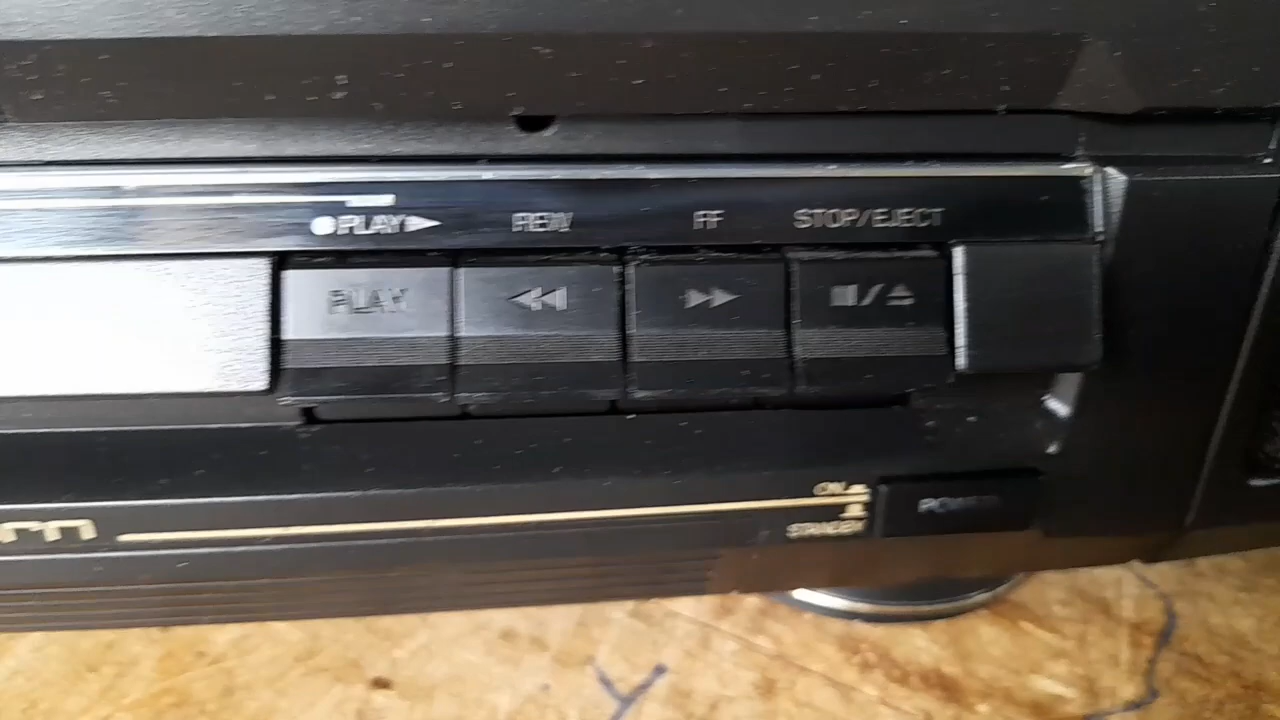 ●PLAY▶ REW FF STOP/EJECT
PLAY ◀◀ ▶▶ ■/▲
ON
STANDBY
POWER